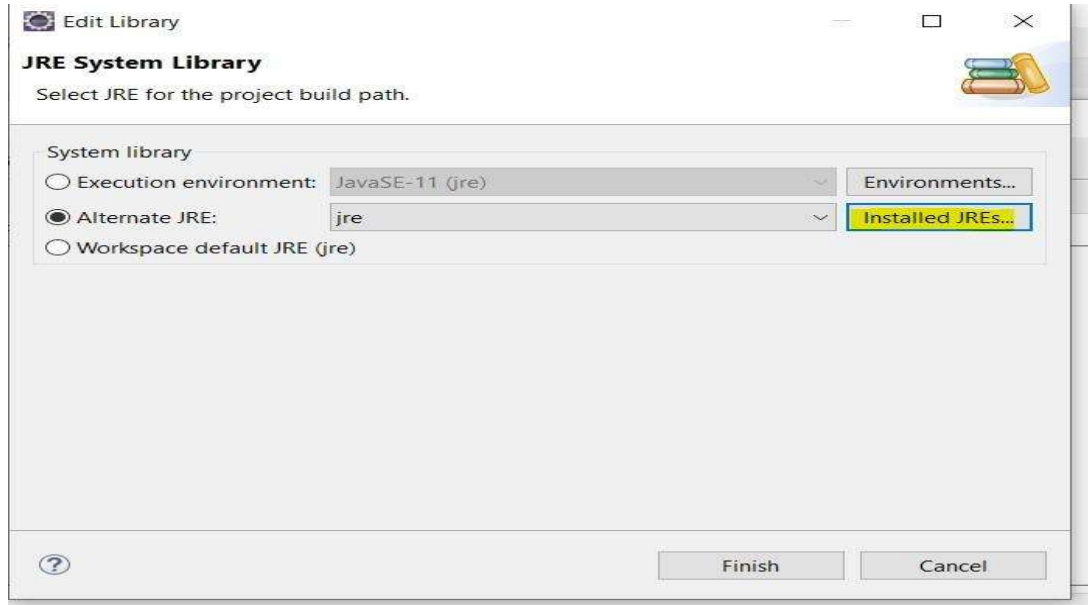 Edit Library
JRE System Library
Select JRE for the project build path.
System library
Execution environment: JavaSE-11 (jre) Environments...
Alternate JRE: jre Installed JREs...
Workspace default JRE (jre)
? Finish Cancel